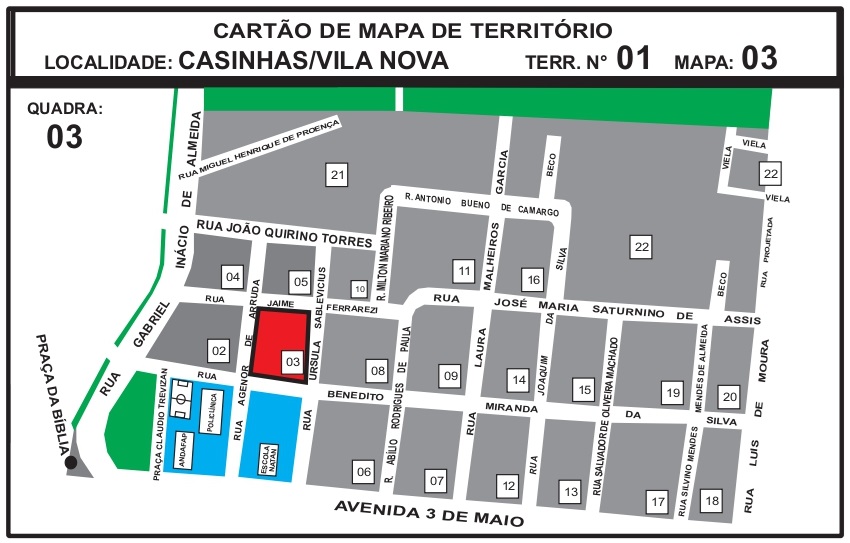 CARTÃO DE MAPA DE TERRITÓRIO
LOCALIDADE: CASINHAS/VILA NOVA TERR. N° 01 MAPA: 03
QUADRA:
03
RUA GABRIEL INÁCIO DE ALMEIDA
RUA MIGUEL HENRIQUE DE PROENÇA
21
GARCIA
BECO
VIELA
VIELA
22
VIELA
R. ANTONIO BUENO DE CAMARGO
RUA JOÃO QUIRINO TORRES
R. MILTON MARIANO RIBEIRO
22
RUA PROJETADA
BECO
04
05
10
11
16
RUA JAIME FERRAREZI
RUA JOSÉ MARIA SATURNINO DE ASSIS
RUA AGENOR DE ARRUDA
RUA URSULA SABLEVICIUS
RUA LAURA MALHEIROS
RUA JOAQUIM DA SILVA
02
03
08
09
14
15
19
20
R. ABÍLIO RODRIGUES DE PAULA
RUA SALVADOR DE OLIVEIRA MACHADO
RUA SILVINO MENDES MENDES DE ALMEIDA
RUA LUIS DE MOURA
PRAÇA DA BÍBLIA
PRAÇA CLAUDIO TREVIZAN
RUA BENEDITO MIRANDA DA SILVA
POLICLÍNICA
ANDAFAP
ESCOLA
NATAN
06
07
12
13
17
18
AVENIDA 3 DE MAIO